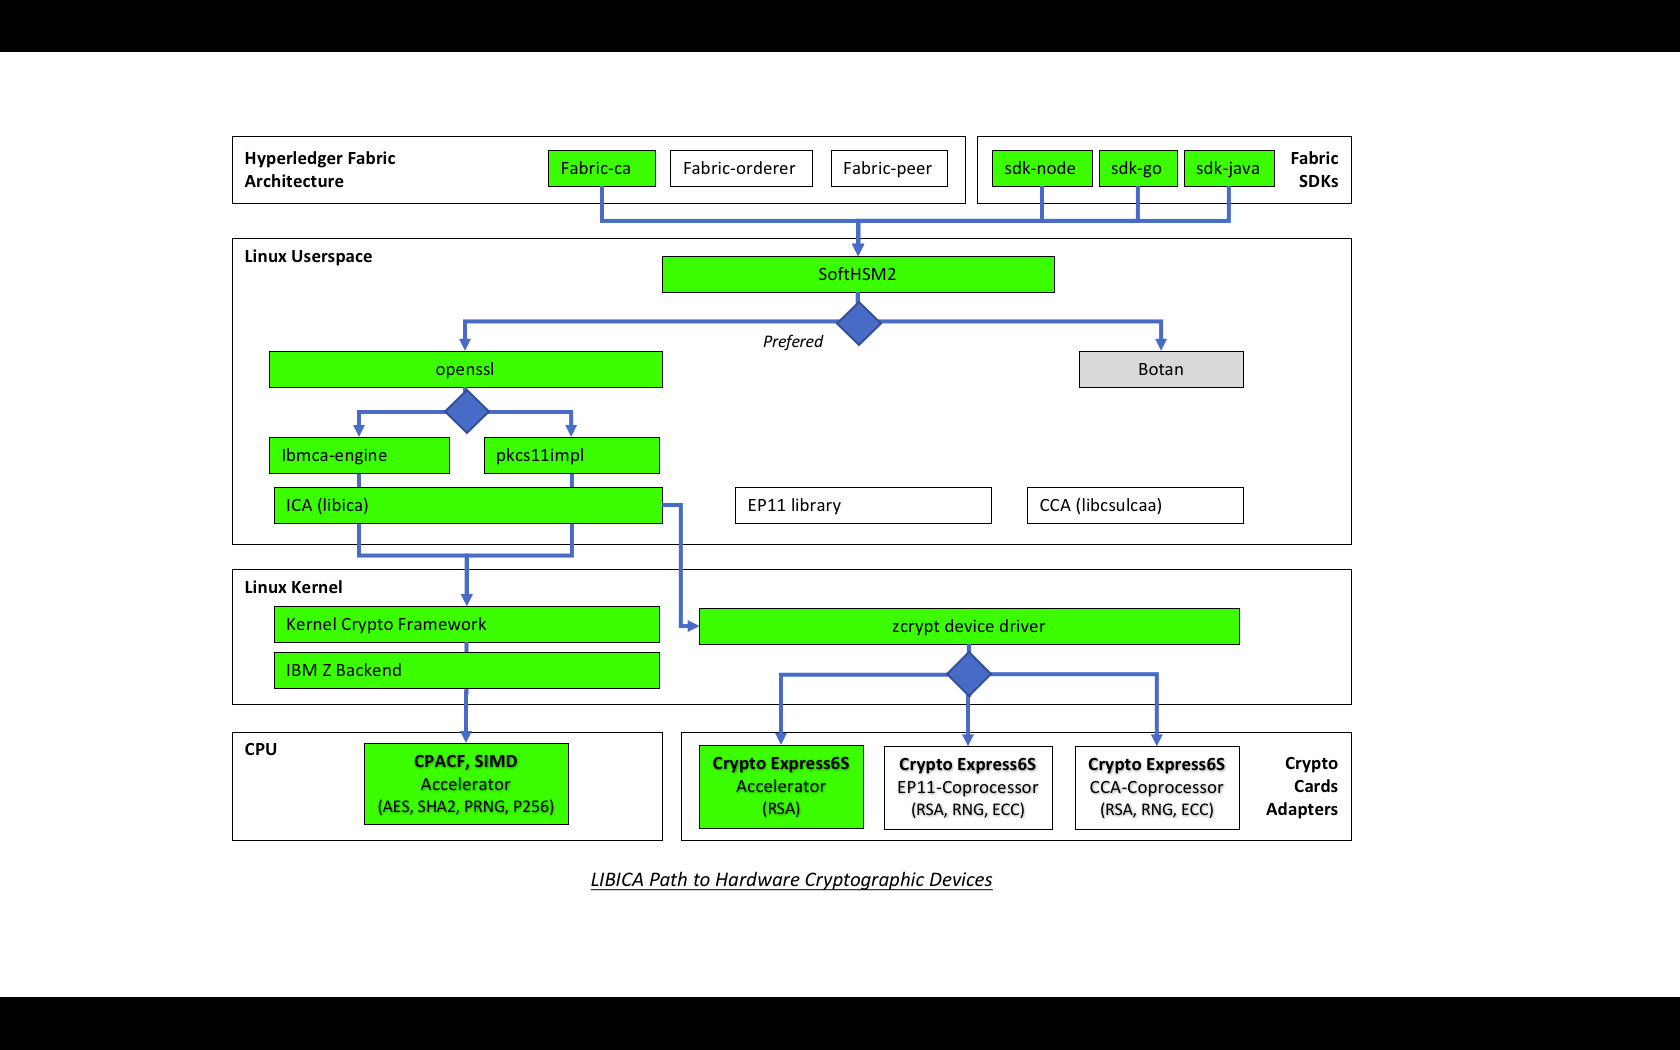 Hyperledger Fabric
Architecture
Fabric-ca
Fabric-orderer
Fabric-peer
sdk-node
sdk-go
sdk-java
Fabric
SDKs
Linux Userspace
SoftHSM2
Prefered
openssl
Botan
Ibmca-engine
pkcs11impl
ICA (libica)
EP11 library
CCA (libcsulcaa)
Linux Kernel
Kernel Crypto Framework
zcrypt device driver
IBM Z Backend
CPU
CPACF, SIMD
Accelerator
(AES, SHA2, PRNG, P256)
Crypto Express6S
Accelerator
(RSA)
Crypto Express6S
EP11-Coprocessor
(RSA, RNG, ECC)
Crypto Express6S
CCA-Coprocessor
(RSA, RNG, ECC)
Crypto
Cards
Adapters
LIBICA Path to Hardware Cryptographic Devices